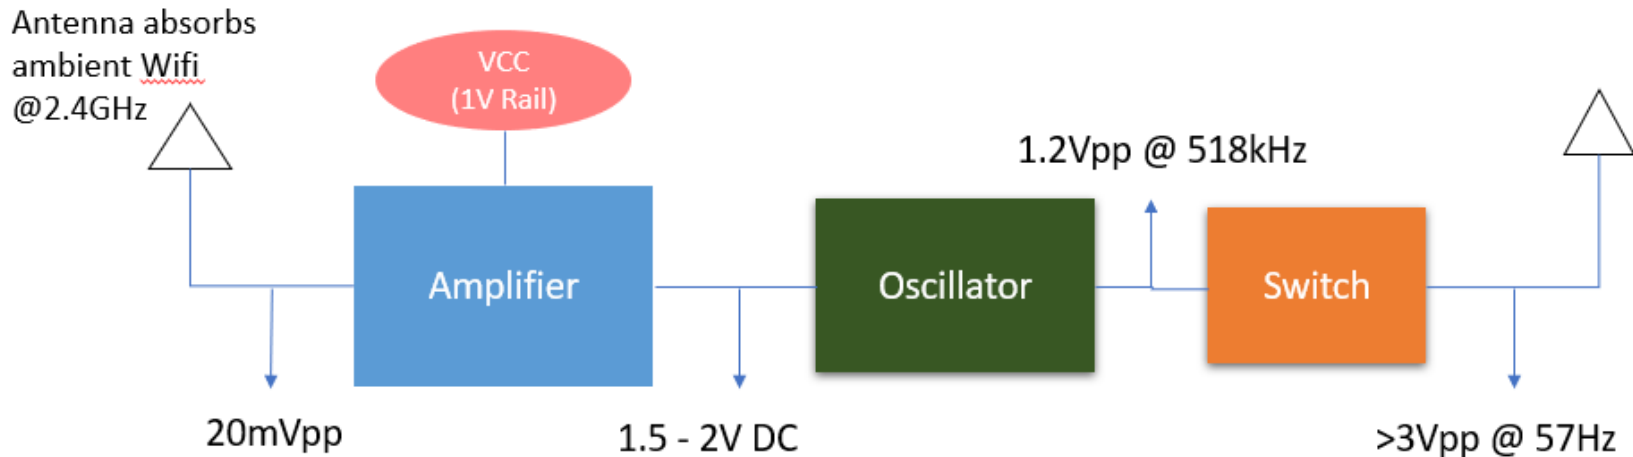 Antenna absorbs
ambient Wifi
@2.4GHz
VCC
(1V Rail)
1.2Vpp @ 518kHz
Amplifier
Oscillator
Switch
20mVpp
1.5 - 2V DC
>3Vpp @ 57Hz